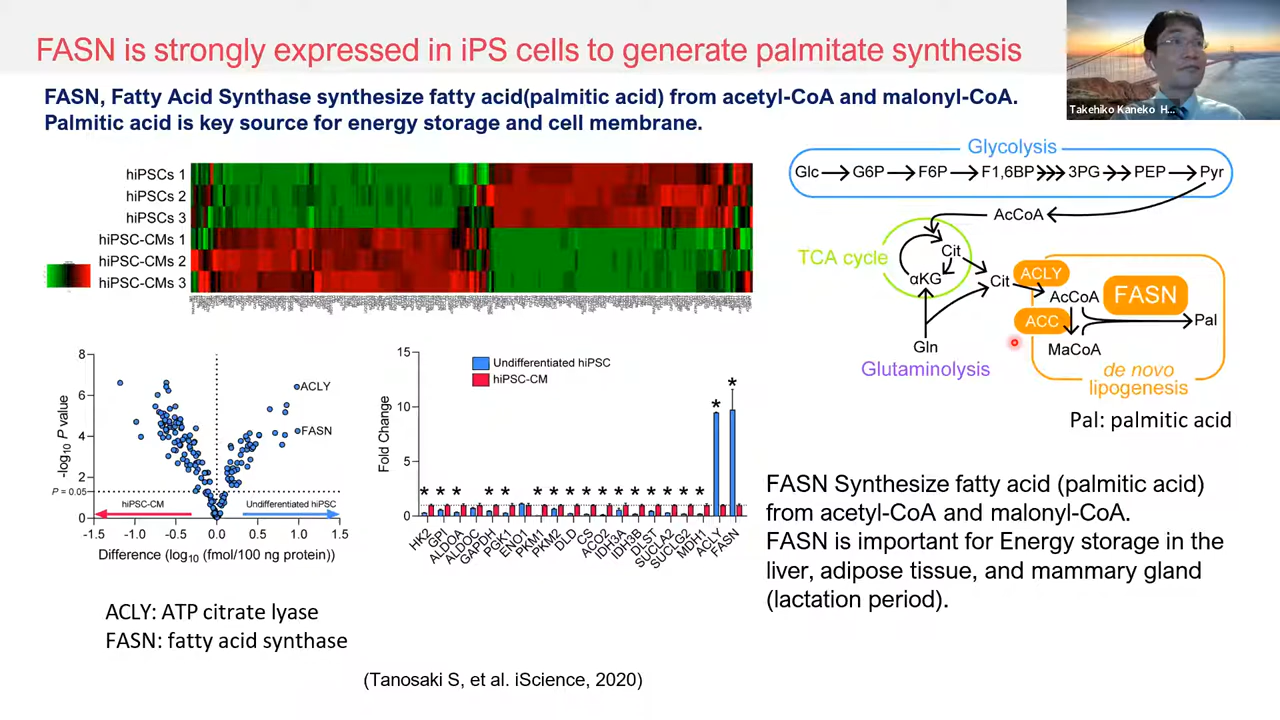 FASN is strongly expressed in iPS cells to generate palmitate synthesis
Takehiko Kaneko H...
FASN, Fatty Acid Synthase synthesize fatty acid(palmitic acid) from acetyl-CoA and malonyl-CoA.
Palmitic acid is key source for energy storage and cell membrane.
hiPSCs 1
hiPSCs 2
hiPSCs 3
hiPSC-CMs 1
hiPSC-CMs 2
hiPSC-CMs 3
Glycolysis
Glc G6P F6P F1,6BP 3PG PEP Pyr
AcCoA
TCA cycle
Cit
αKG
Cit
ACLY
AcCoA
FASN
ACC
Pal
MaCoA
Gln
Glutaminolysis
de novo
lipogenesis
Pal: palmitic acid
8
6
4
2
0
-log10 P value
P = 0.05
ACLY
FASN
hiPSC-CM
Undifferentiated hiPSC
-1.5 -1.0 -0.5 0.0 0.5 1.0 1.5
Difference (log10 (fmol/100 ng protein))
15
10
5
0
Fold Change
Undifferentiated hiPSC
hiPSC-CM
* * * * * * * * * * * * * * * * *
HK2 GPI ALDOA ALDOC GAPDH PGK1 ENO1 PKM1 PKM2 DLD CS ACO2 IDH3A IDH3B DLST SUCLA2 SUCLG2 MDH1 ACLY FASN
FASN Synthesize fatty acid (palmitic acid)
from acetyl-CoA and malonyl-CoA.
FASN is important for Energy storage in the
liver, adipose tissue, and mammary gland
(lactation period).
ACLY: ATP citrate lyase
FASN: fatty acid synthase
(Tanosaki S, et al. iScience, 2020)